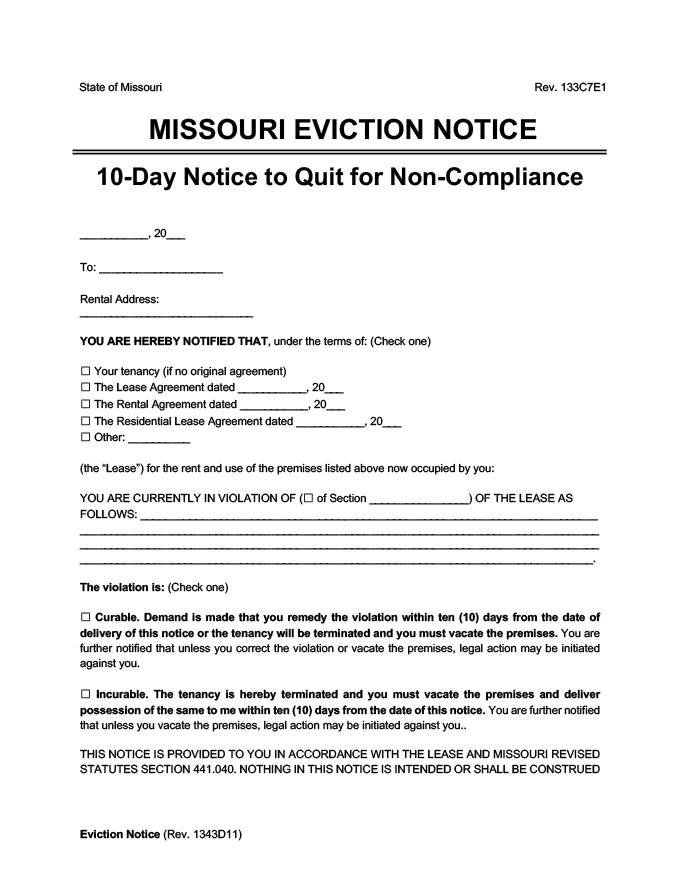 State of Missouri Rev. 133C7E1
MISSOURI EVICTION NOTICE
10-Day Notice to Quit for Non-Compliance
___________, 20___
To: ____________________
Rental Address:
____________________________
YOU ARE HEREBY NOTIFIED THAT, under the terms of: (Check one)
☐ Your tenancy (if no original agreement)
☐ The Lease Agreement dated ___________, 20___
☐ The Rental Agreement dated ___________, 20___
☐ The Residential Lease Agreement dated ___________, 20___
☐ Other: __________
(the “Lease”) for the rent and use of the premises listed above now occupied by you:
YOU ARE CURRENTLY IN VIOLATION OF (☐ of Section ________________) OF THE LEASE AS
FOLLOWS: __________________________________________________________________________
____________________________________________________________________________________
____________________________________________________________________________________
___________________________________________________________________________________.
The violation is: (Check one)
☐ Curable. Demand is made that you remedy the violation within ten (10) days from the date of
delivery of this notice or the tenancy will be terminated and you must vacate the premises. You are
further notified that unless you correct the violation or vacate the premises, legal action may be initiated
against you.
☐ Incurable. The tenancy is hereby terminated and you must vacate the premises and deliver
possession of the same to me within ten (10) days from the date of this notice. You are further notified
that unless you vacate the premises, legal action may be initiated against you..
THIS NOTICE IS PROVIDED TO YOU IN ACCORDANCE WITH THE LEASE AND MISSOURI REVISED
STATUTES SECTION 441.040. NOTHING IN THIS NOTICE IS INTENDED OR SHALL BE CONSTRUED
Eviction Notice (Rev. 1343D11)